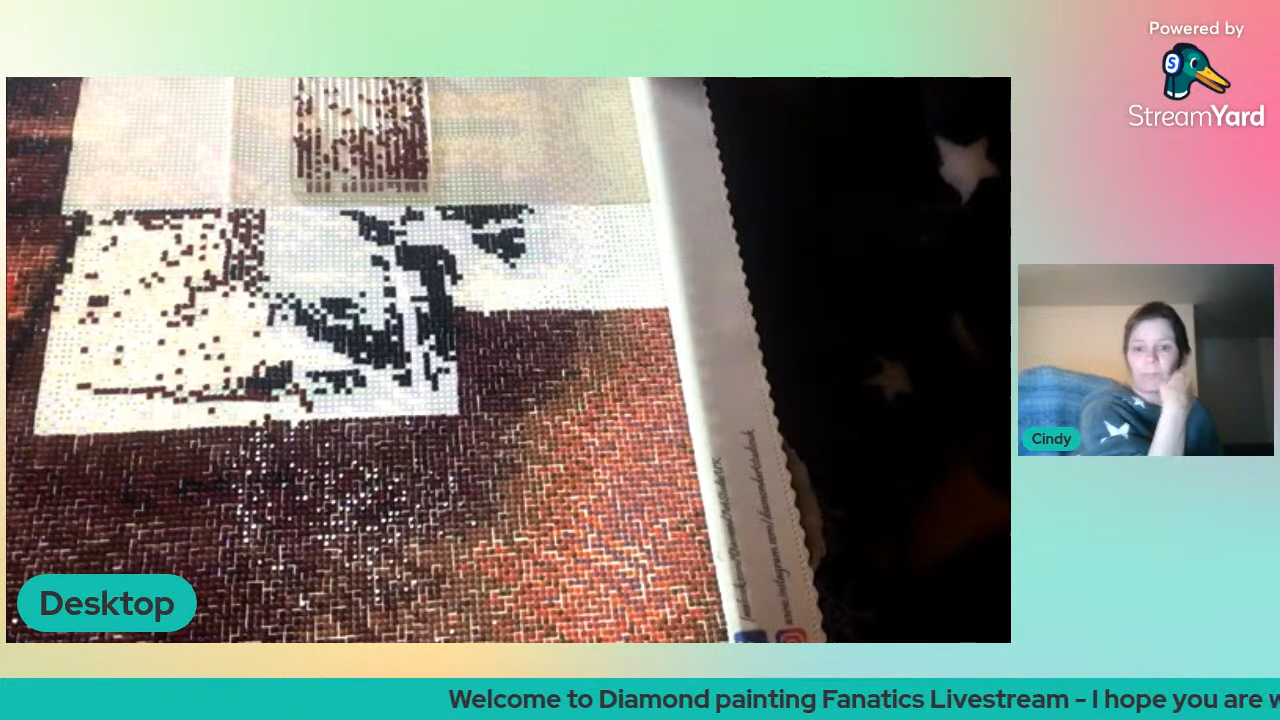 Powered by
S
StreamYard
Cindy
Desktop
Welcome to Diamond painting Fanatics Livestream - I hope you are w